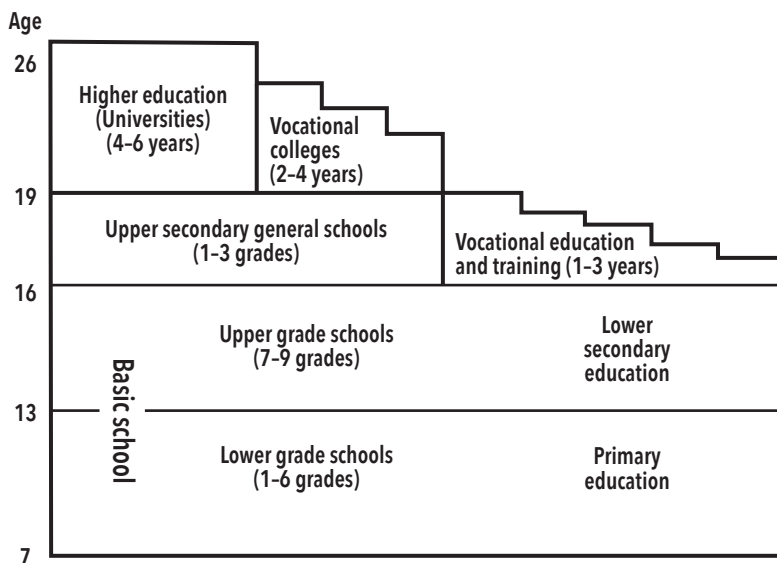 Age
26
Higher education
(Universities)
(4–6 years)
Vocational
colleges
(2–4 years)
19
Upper secondary general schools
(1–3 grades)
Vocational education
and training (1–3 years)
16
Upper grade schools
(7–9 grades)
Lower
secondary
education
Basic school
13
Lower grade schools
(1–6 grades)
Primary
education
7